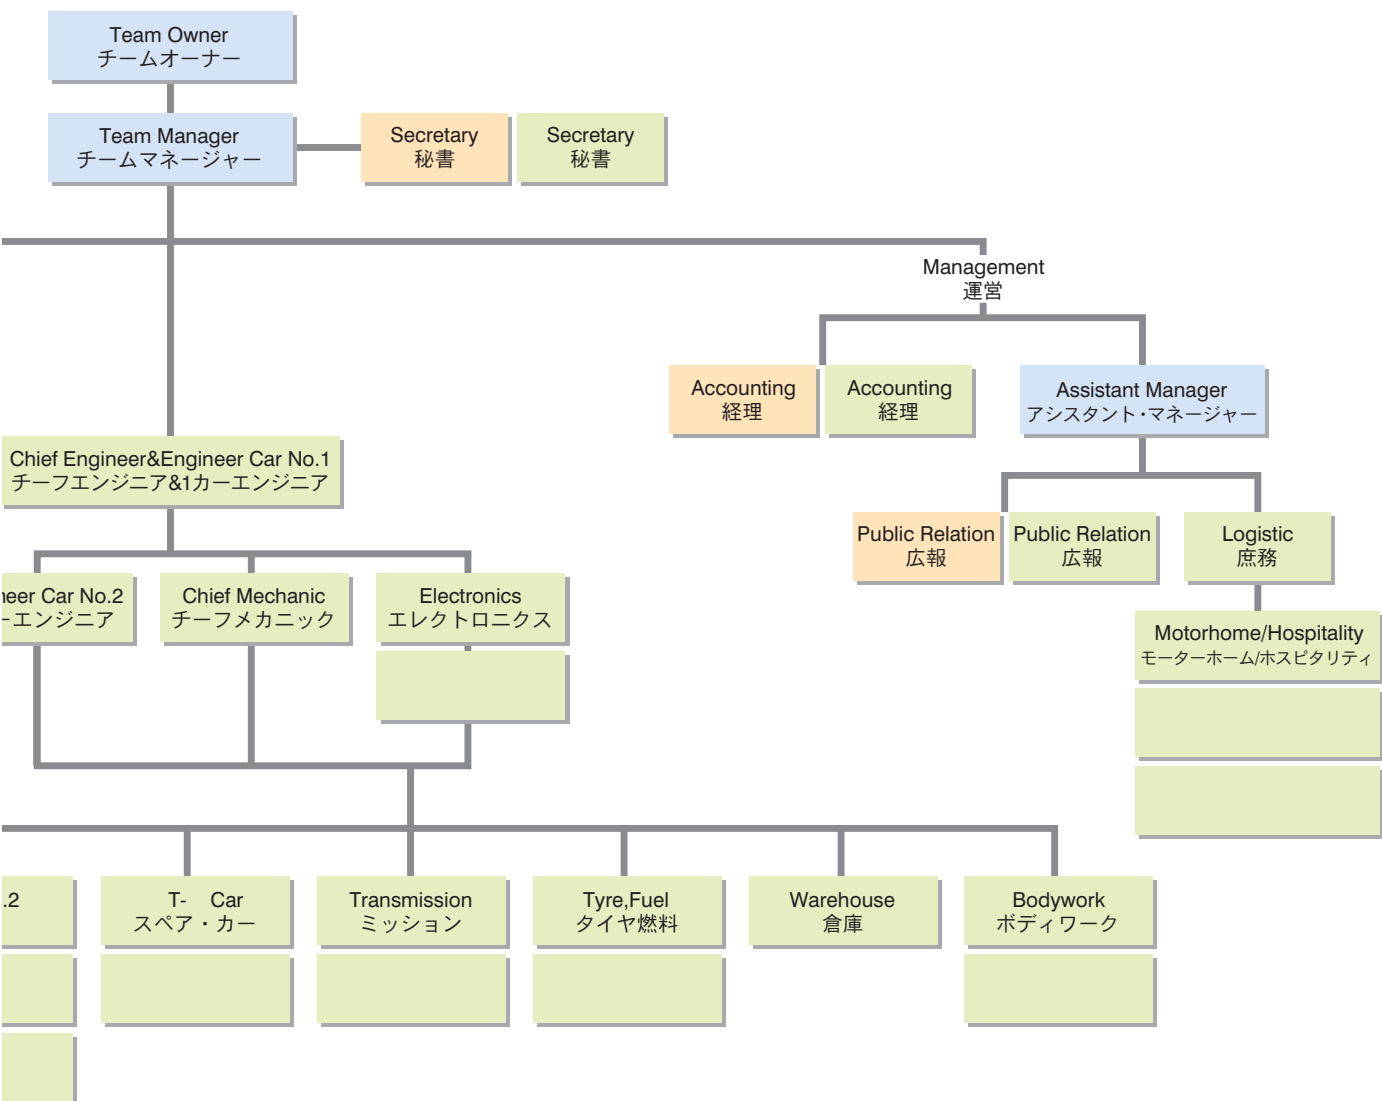 Team Owner
チームオーナー
Team Manager
チームマネージャー
Secretary
秘書
Secretary
秘書
Management
運営
Accounting
経理
Accounting
経理
Assistant Manager
アシスタント・マネージャー
Chief Engineer&Engineer Car No.1
チーフエンジニア&1カーエンジニア
Public Relation
広報
Public Relation
広報
Logistic
庶務
Car No.2
ーエンジニア
Chief Mechanic
チーフメカニック
Electronics
エレクトロニクス
Motorhome/Hospitality
モーターホーム/ホスピタリティ
.2
T- Car
スペア・カー
Transmission
ミッション
Tyre,Fuel
タイヤ燃料
Warehouse
倉庫
Bodywork
ボディワーク